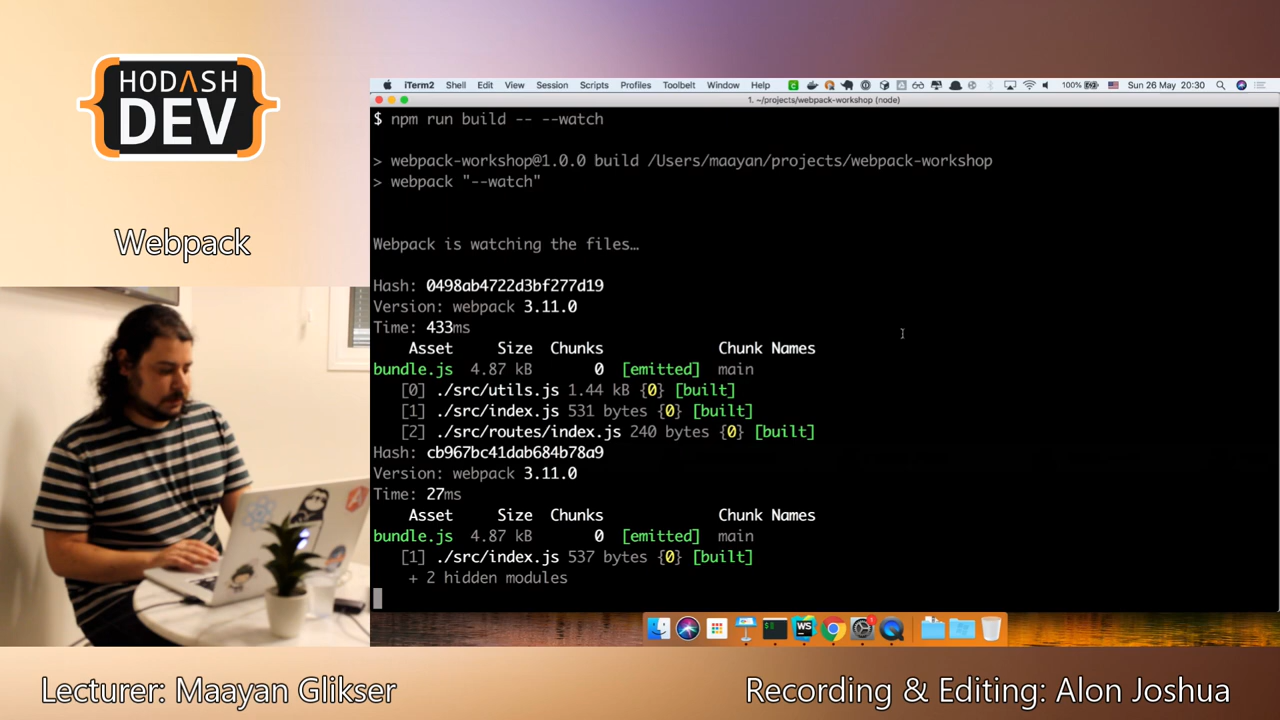 HODASH
DEV
Webpack
iTerm2 Shell Edit View Session Scripts Profiles Toolbelt Window Help 100% Sun 26 May 20:30
1. ~/projects/webpack-workshop (node)
$ npm run build -- --watch
> webpack-workshop@1.0.0 build /Users/maayan/projects/webpack-workshop
> webpack "--watch"
Webpack is watching the files…
Hash: 0498ab4722d3bf277d19
Version: webpack 3.11.0
Time: 433ms
Asset Size Chunks Chunk Names
bundle.js 4.87 kB 0 [emitted] main
[0] ./src/utils.js 1.44 kB {0} [built]
[1] ./src/index.js 531 bytes {0} [built]
[2] ./src/routes/index.js 240 bytes {0} [built]
Hash: cb967bc41dab684b78a9
Version: webpack 3.11.0
Time: 27ms
Asset Size Chunks Chunk Names
bundle.js 4.87 kB 0 [emitted] main
[1] ./src/index.js 537 bytes {0} [built]
+ 2 hidden modules
WS
Lecturer: Maayan Glikser
Recording & Editing: Alon Joshua